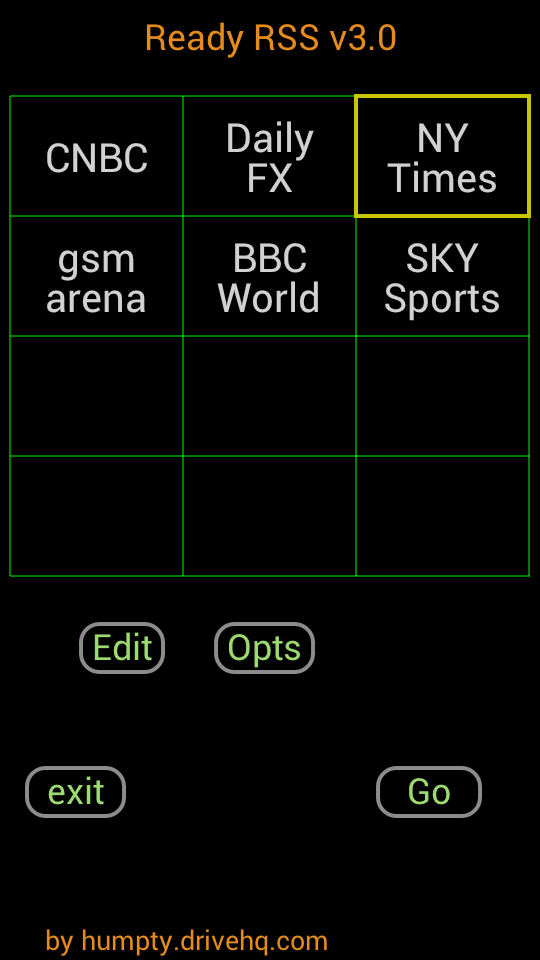 Ready RSS v3.0
CNBC
Daily
FX
NY
Times
gsm
arena
BBC
World
SKY
Sports
Edit
Opts
exit
Go
by humpty.drivehq.com